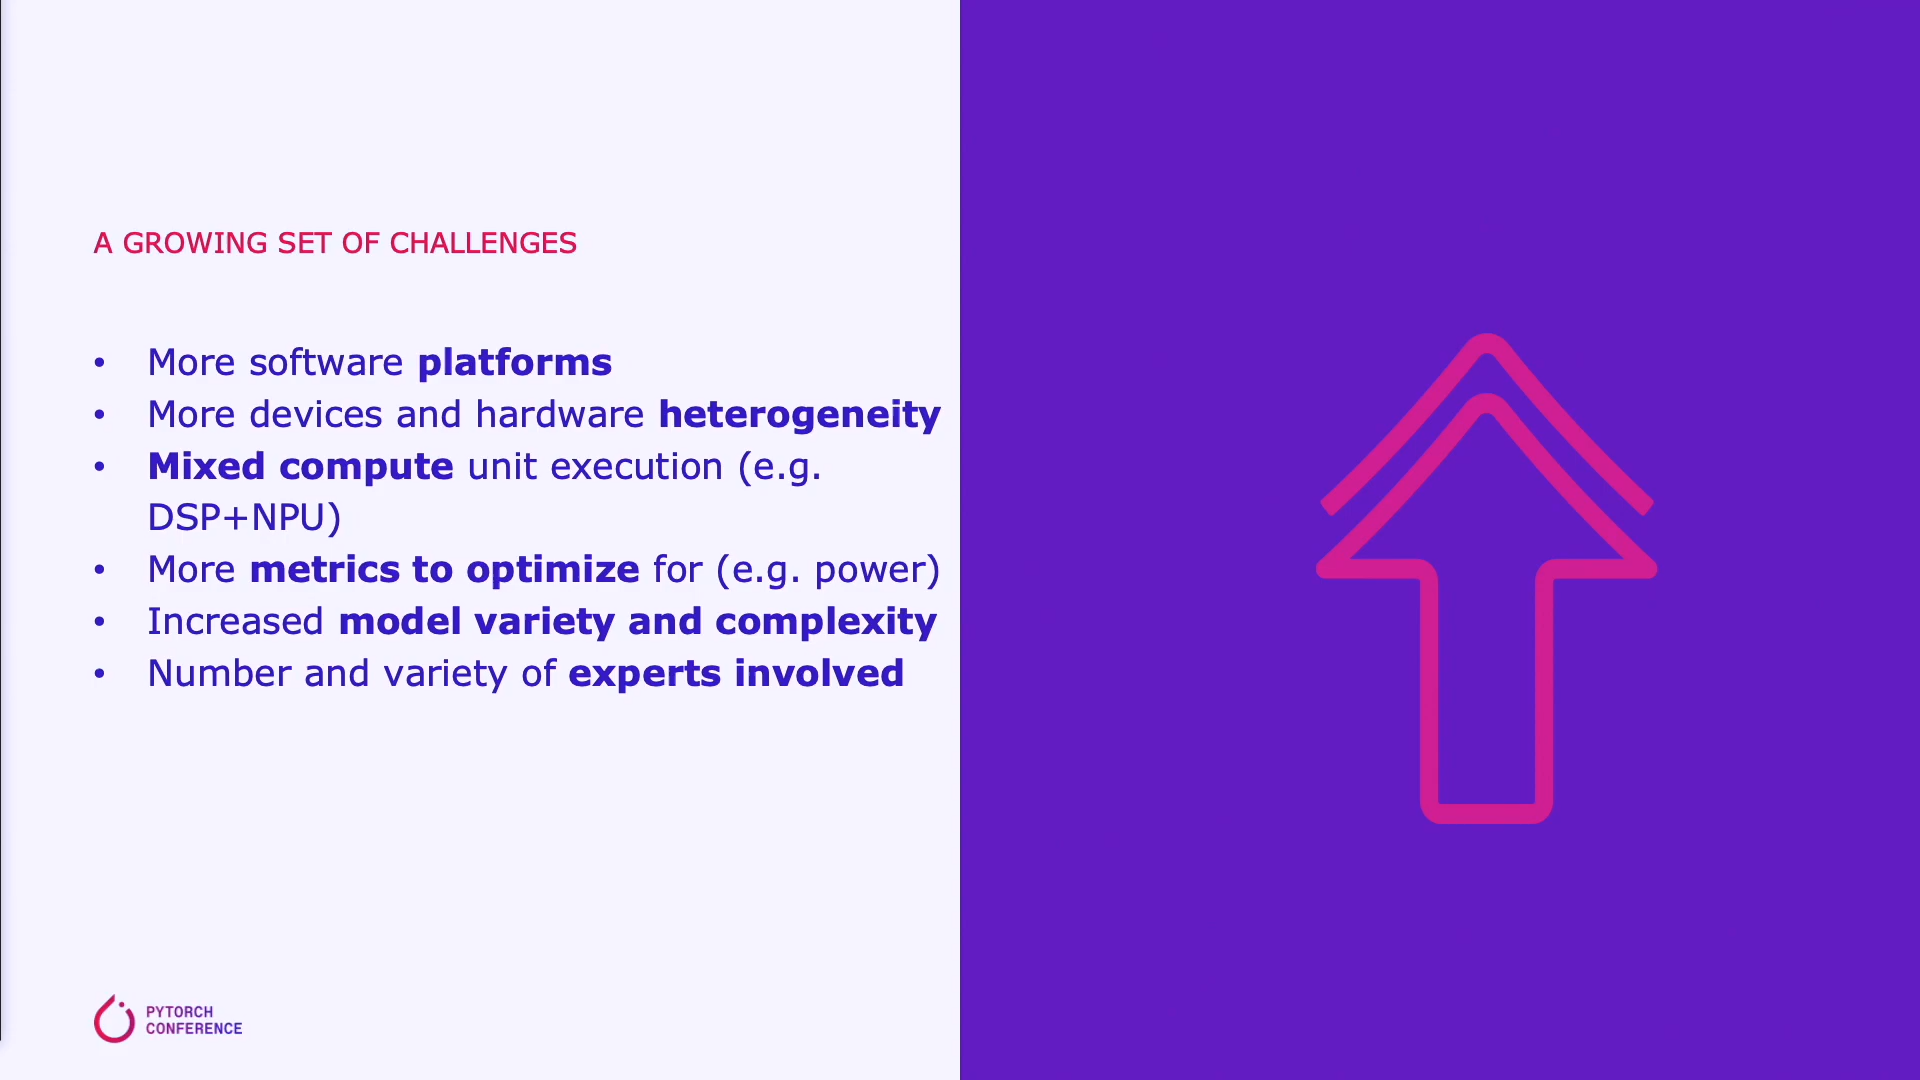 A GROWING SET OF CHALLENGES
• More software platforms
• More devices and hardware heterogeneity
• Mixed compute unit execution (e.g.
DSP+NPU)
• More metrics to optimize for (e.g. power)
• Increased model variety and complexity
• Number and variety of experts involved
PYTORCH
CONFERENCE